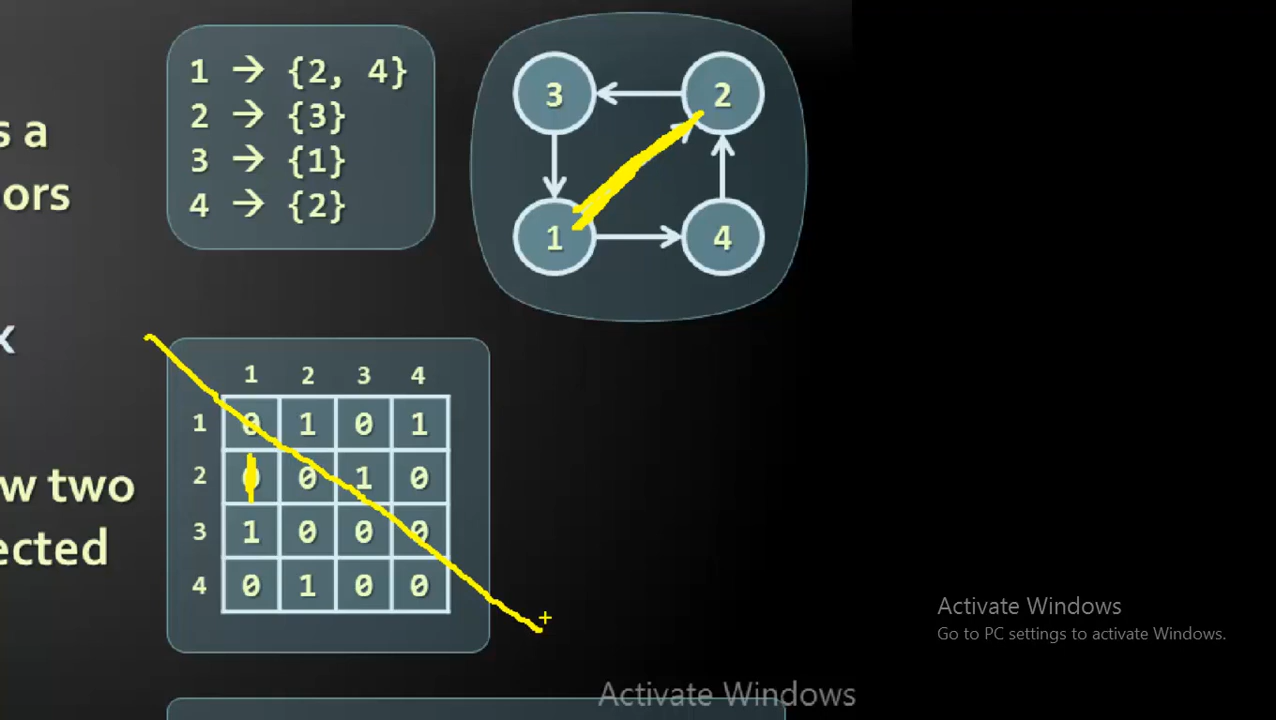 s a
ors
x
w two
ected
1 → {2, 4}
2 → {3}
3 → {1}
4 → {2}
3 2
1 4
1 2 3 4
1 0 1 0 1
2 0 0 1 0
3 1 0 0 0
4 0 1 0 0
Activate Windows
Go to PC settings to activate Windows.
Activate Windows